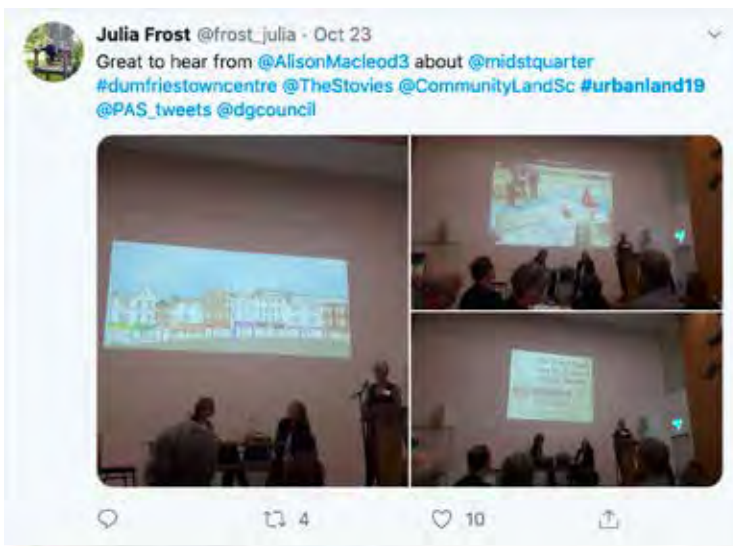 Julia Frost @frost_julia · Oct 23
Great to hear from @AlisonMacleod3 about @midstquarter
#dumfriestowncentre @TheStovies @CommunityLandSc #urbanland19
@PAS_tweets @dgcouncil
4
10